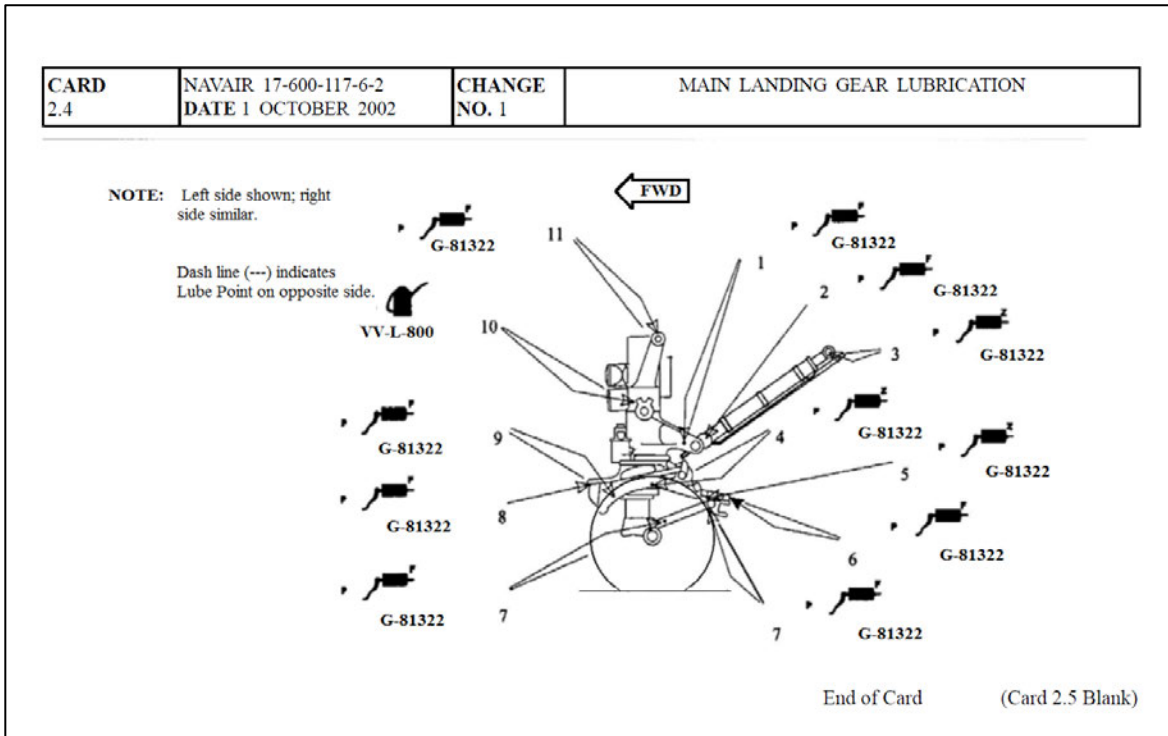 CARD
2.4
NAVAIR 17-600-117-6-2
DATE 1 OCTOBER 2002
CHANGE
NO. 1
MAIN LANDING GEAR LUBRICATION
NOTE: Left side shown; right
side similar.
Dash line (---) indicates
Lube Point on opposite side.
FWD
P F
G-81322
VV-L-800
P F
G-81322
P F
G-81322
P F
G-81322
11
10
9
8
7
1
2
3
4
5
6
7
P F
G-81322
P F
G-81322
P Z
G-81322
P Z
G-81322
P Z
G-81322
P F
G-81322
P F
G-81322
End of Card (Card 2.5 Blank)